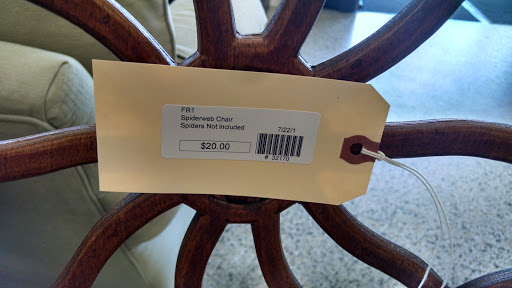 FR1
Spiderweb Chair
Spiders Not Included
7/22/1
$20.00
# 32170